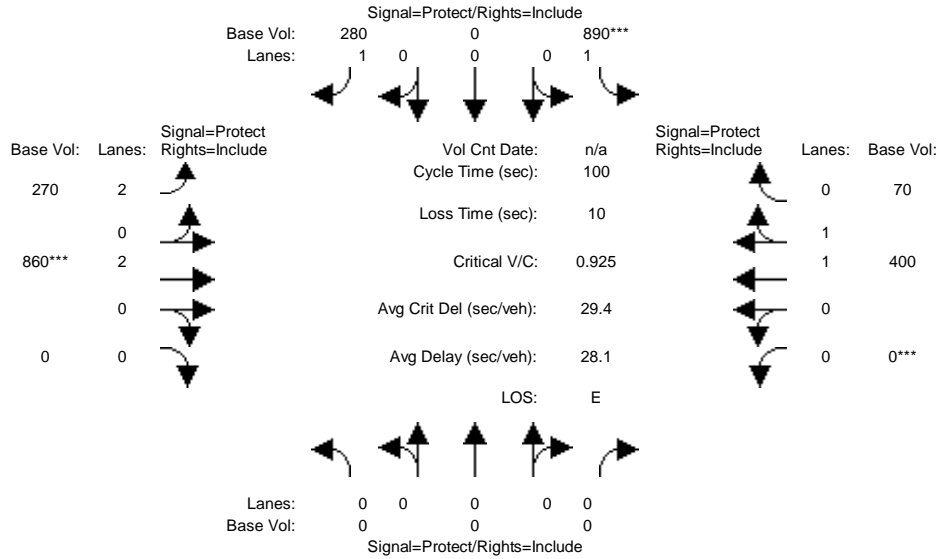 Signal=Protect/Rights=Include
Base Vol: 280 0 890***
Lanes: 1 0 0 0 1
Signal=Protect
Base Vol: Lanes: Rights=Include
270 2
0
860*** 2
0
0 0
Vol Cnt Date: n/a
Cycle Time (sec): 100
Loss Time (sec): 10
Critical V/C: 0.925
Avg Crit Del (sec/veh): 29.4
Avg Delay (sec/veh): 28.1
LOS: E
Signal=Protect
Rights=Include Lanes: Base Vol:
0 70
1
1 400
0
0 0***
Lanes: 0 0 0 0 0
Base Vol: 0 0 0
Signal=Protect/Rights=Include